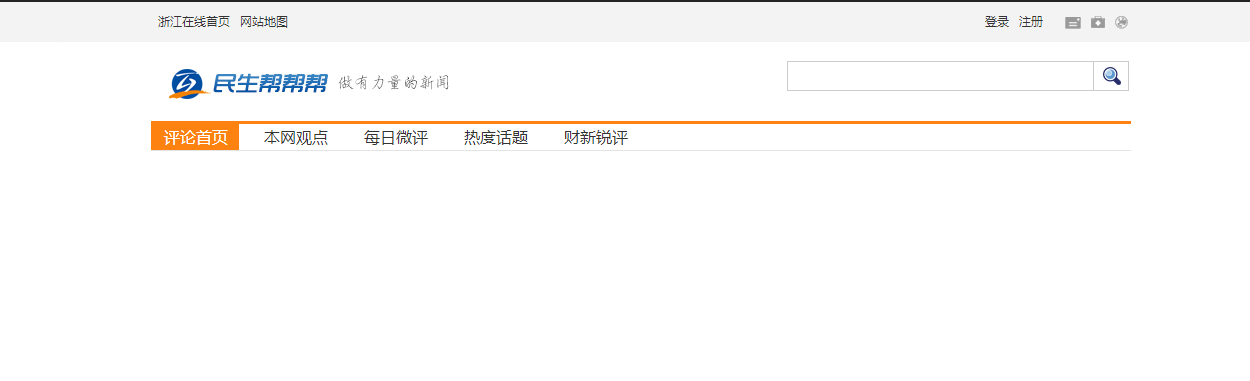 浙江在线首页 网站地图 登录 注册
民生帮帮帮 做有力量的新闻
评论首页 本网观点 每日微评 热度话题 财新锐评